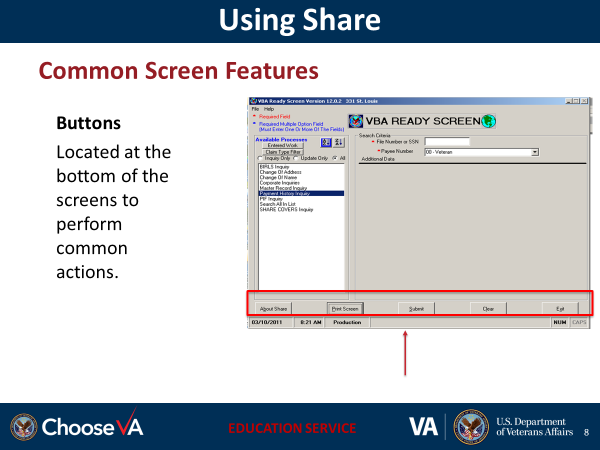 Using Share
Common Screen Features
Buttons
Located at the
bottom of the
screens to
perform
common
actions.
VBA Ready Screen Version 12.0.2 331 St. Louis
File Help
* Required Field
* Required Multiple Option Field
(Must Enter One Or More Of The Fields)
VBA READY SCREEN
Available Processes
Entered Work
Claim Type Filter
Inquiry Only Update Only All
BIRLS Inquiry
Change Of Address
Change Of Name
Corporate Inquiries
Master Record Inquiry
Payment History Inquiry
PIF Inquiry
Search All In List
SHARE COVERS Inquiry
Search Criteria
* File Number or SSN
* Payee Number 00 - Veteran
Additional Data
About Share Print Screen Submit Clear Exit
03/10/2011 8:21 AM Production NUM CAPS
ChooseVA
EDUCATION SERVICE
VA
U.S. Department
of Veterans Affairs
8